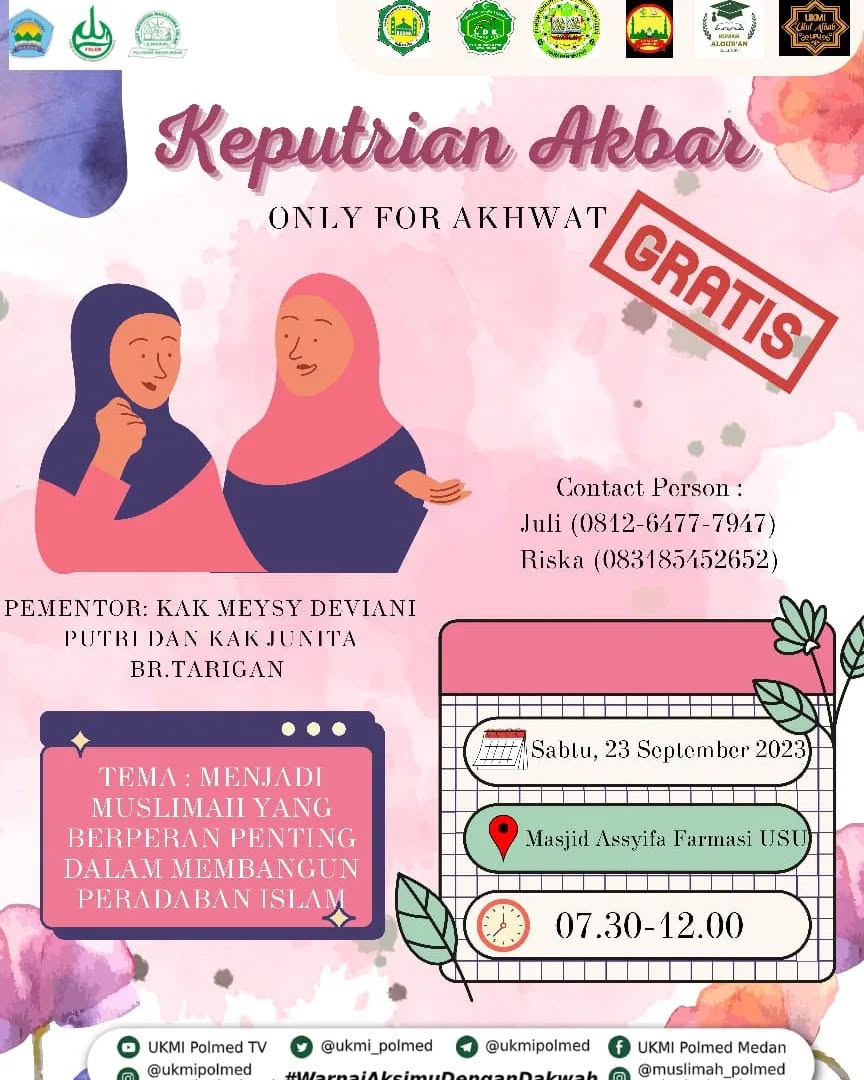 Keputrian Akbar
ONLY FOR AKHWAT
GRATIS
Contact Person :
Juli (0812-6477-7947)
Riska (083185452652)
PEMENTOR: KAK MEYSY DEVIANI
PUTRI DAN KAK JUNITA
BR.TARIGAN
TEMA : MENJADI
MUSLIMAH YANG
BERPERAN PENTING
DALAM MEMBANGUN
PERADABAN ISLAM
Sabtu, 23 September 2023
Masjid Assyifa Farmasi USU
07.30-12.00
UKMI Polmed TV
@ukmi_polmed
@ukmipolmed
UKMI Polmed Medan
@ukmipolmed
#WarnaiAksimuDenganDakwah
@muslimah_polmed